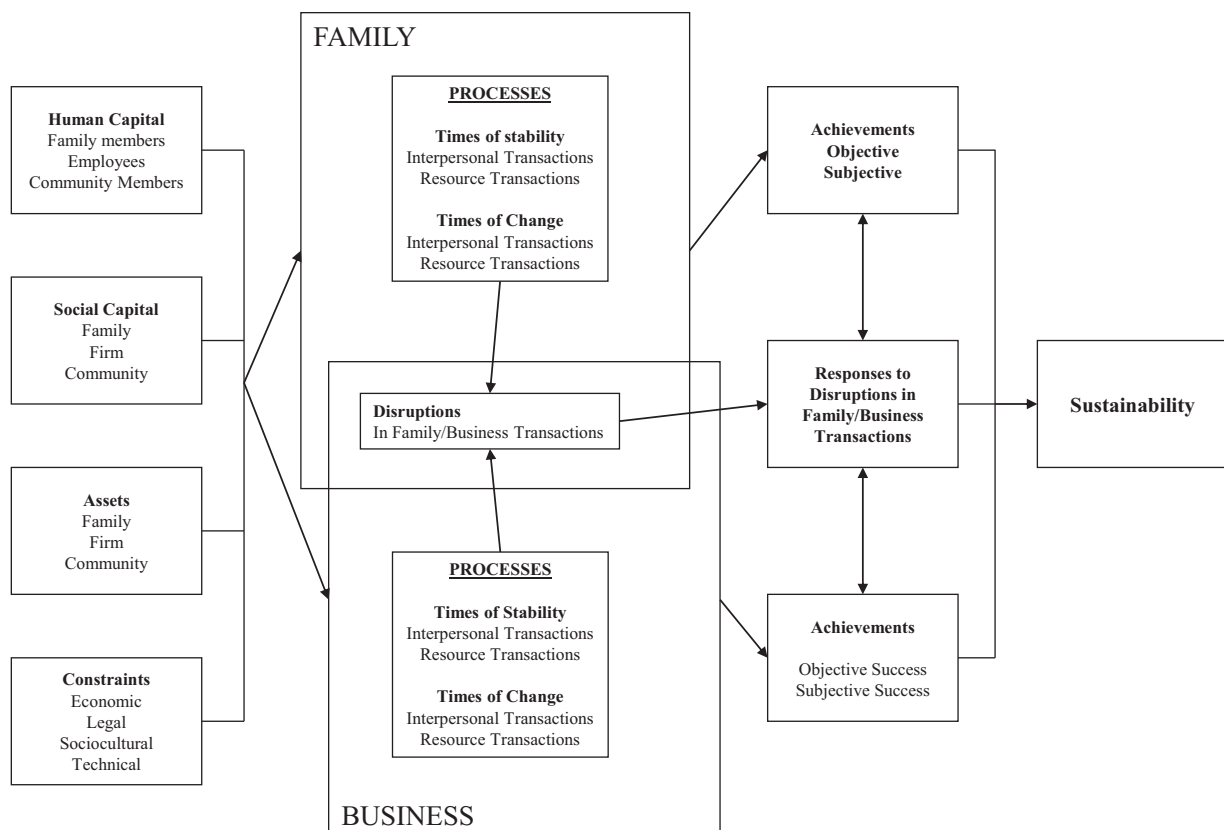 FAMILY
PROCESSES
Times of stability
Interpersonal Transactions
Resource Transactions
Times of Change
Interpersonal Transactions
Resource Transactions
Human Capital
Family members
Employees
Community Members
Social Capital
Family
Firm
Community
Assets
Family
Firm
Community
Constraints
Economic
Legal
Sociocultural
Technical
Disruptions
In Family/Business Transactions
PROCESSES
Times of Stability
Interpersonal Transactions
Resource Transactions
Times of Change
Interpersonal Transactions
Resource Transactions
BUSINESS
Achievements
Objective
Subjective
Responses to
Disruptions in
Family/Business
Transactions
Achievements
Objective Success
Subjective Success
Sustainability